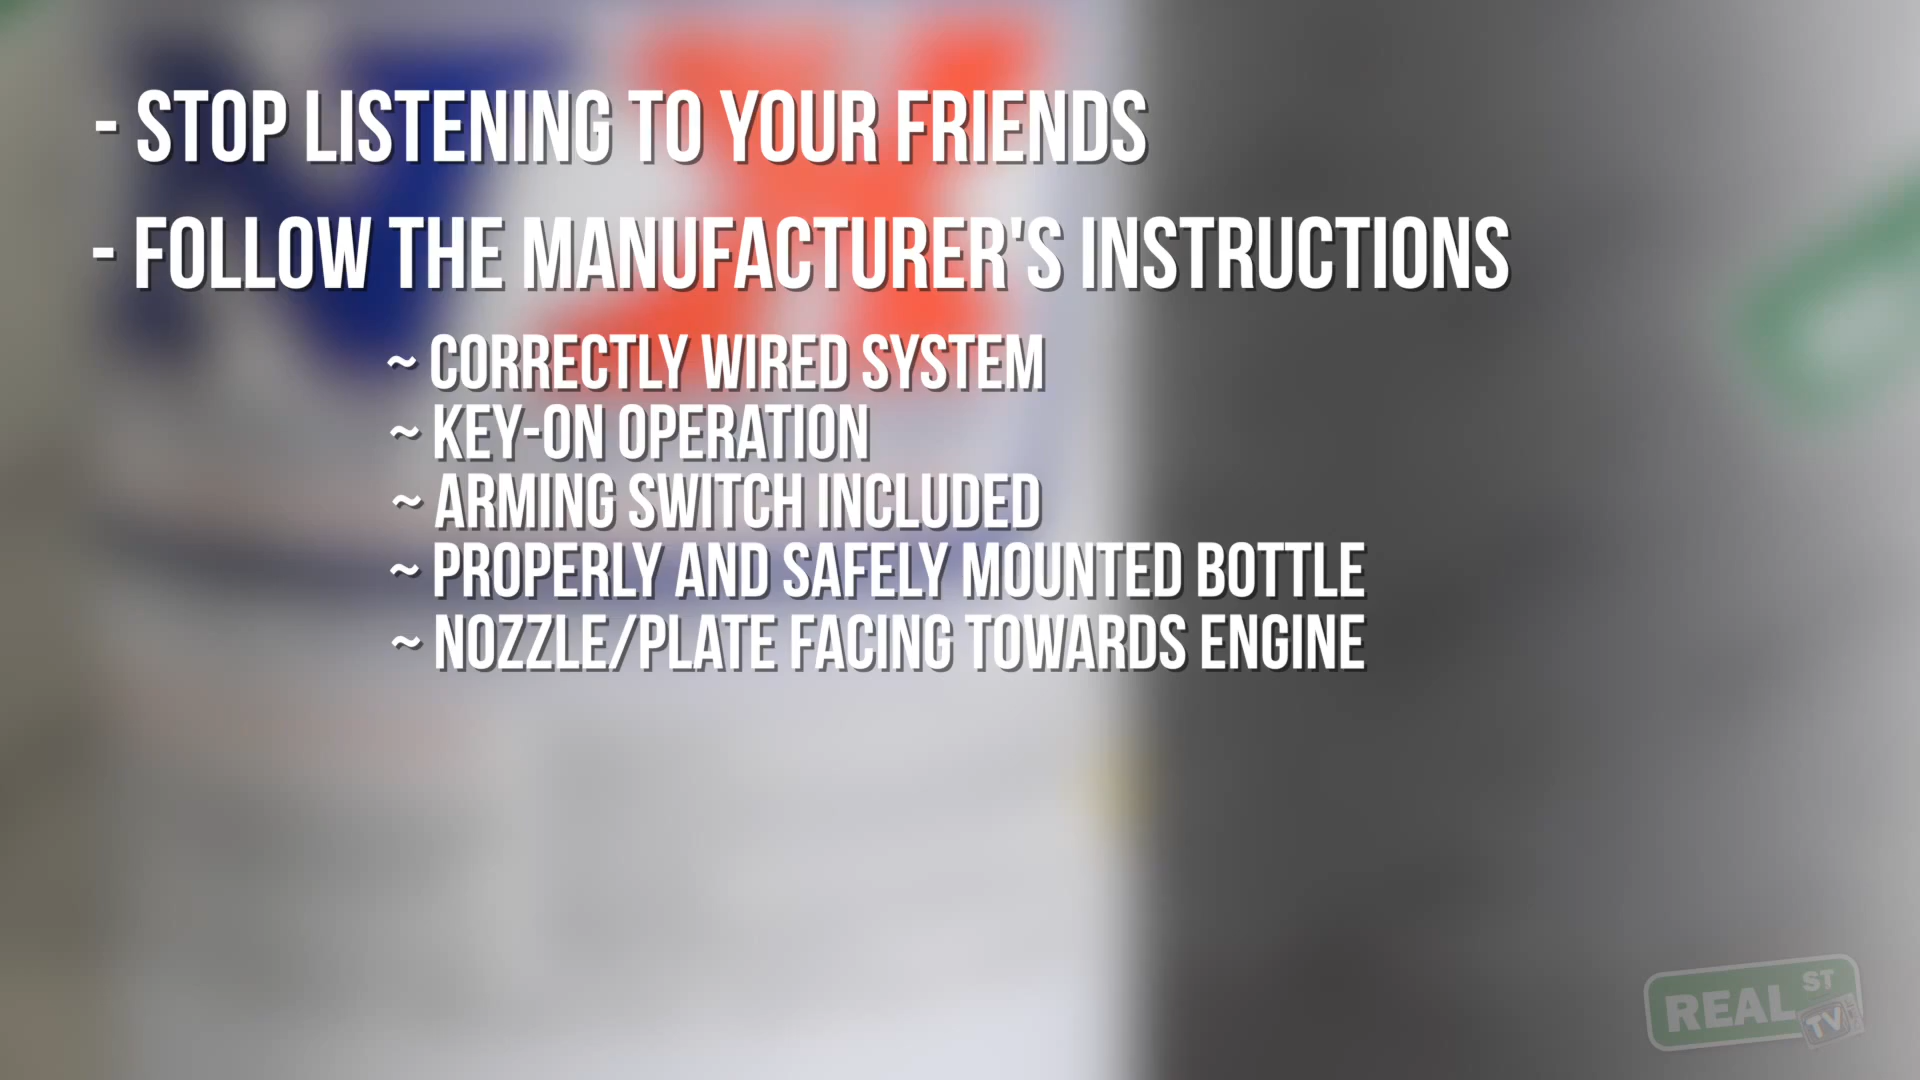 - STOP LISTENING TO YOUR FRIENDS
- FOLLOW THE MANUFACTURER'S INSTRUCTIONS
~ CORRECTLY WIRED SYSTEM
~ KEY-ON OPERATION
~ ARMING SWITCH INCLUDED
~ PROPERLY AND SAFELY MOUNTED BOTTLE
~ NOZZLE/PLATE FACING TOWARDS ENGINE
REAL ST
TV